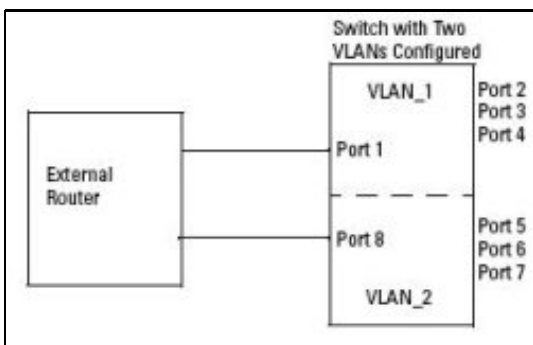 Switch with Two
VLANs Configured
VLAN_1
Port 2
Port 3
Port 4
Port 1
External
Router
Port 8
Port 5
Port 6
Port 7
VLAN_2